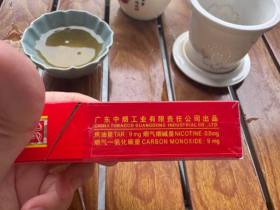 广东中烟工业有限责任公司出品
CHINA TOBACCO GUANGDONG INDUSTRIAL CO.,LTD.
焦油量TAR:9mg 烟气烟碱量NICOTINE:0.8mg
烟气一氧化碳量CARBON MONOXIDE:9mg